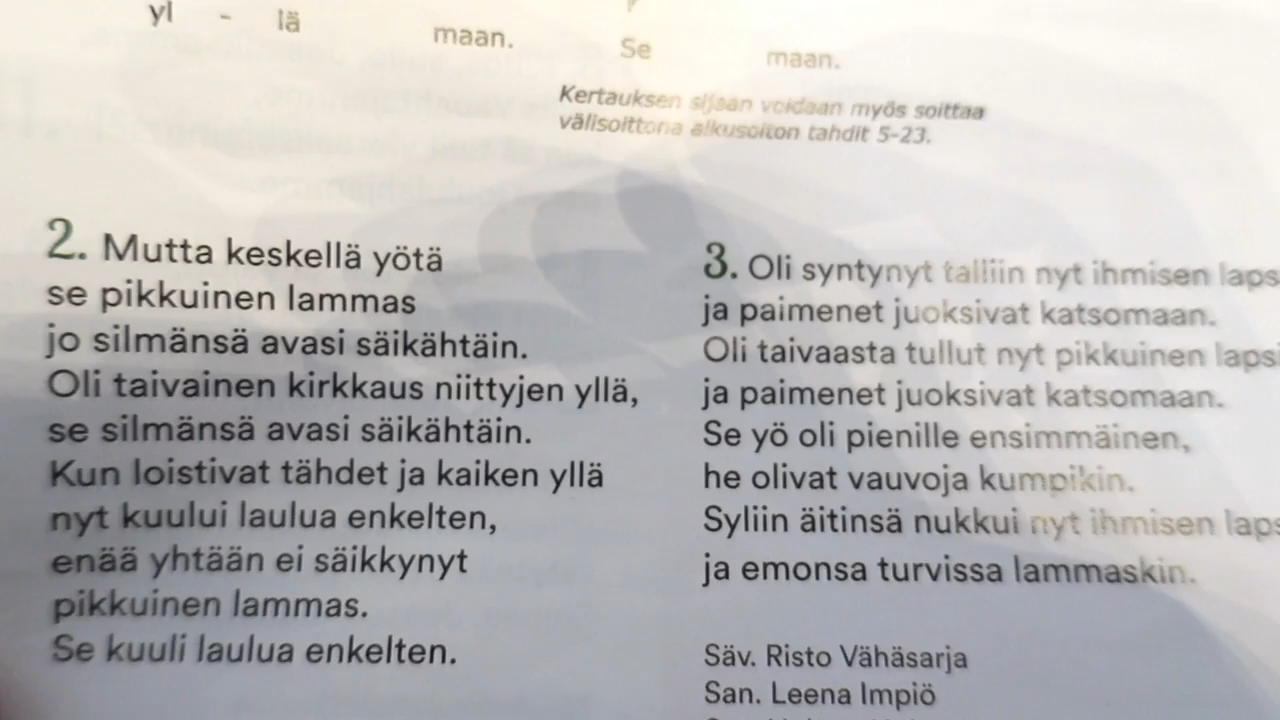 yl - lä maan. Se maan.
Kertauksen sijaan voidaan myös soittaa
välisoittona alkusoiton tahdit 5-23.
2. Mutta keskellä yötä
se pikkuinen lammas
jo silmänsä avasi säikähtäin.
Oli taivainen kirkkaus niittyjen yllä,
se silmänsä avasi säikähtäin.
Kun loistivat tähdet ja kaiken yllä
nyt kuului laulua enkelten,
enää yhtään ei säikkynyt
pikkuinen lammas.
Se kuuli laulua enkelten.
3. Oli syntynyt talliin nyt ihmisen laps
ja paimenet juoksivat katsomaan.
Oli taivaasta tullut nyt pikkuinen lapsi
ja paimenet juoksivat katsomaan.
Se yö oli pienille ensimmäinen,
he olivat vauvoja kumpikin.
Syliin äitinsä nukkui nyt ihmisen laps
ja emonsa turvissa lammaskin.
Säv. Risto Vähäsarja
San. Leena Impiö